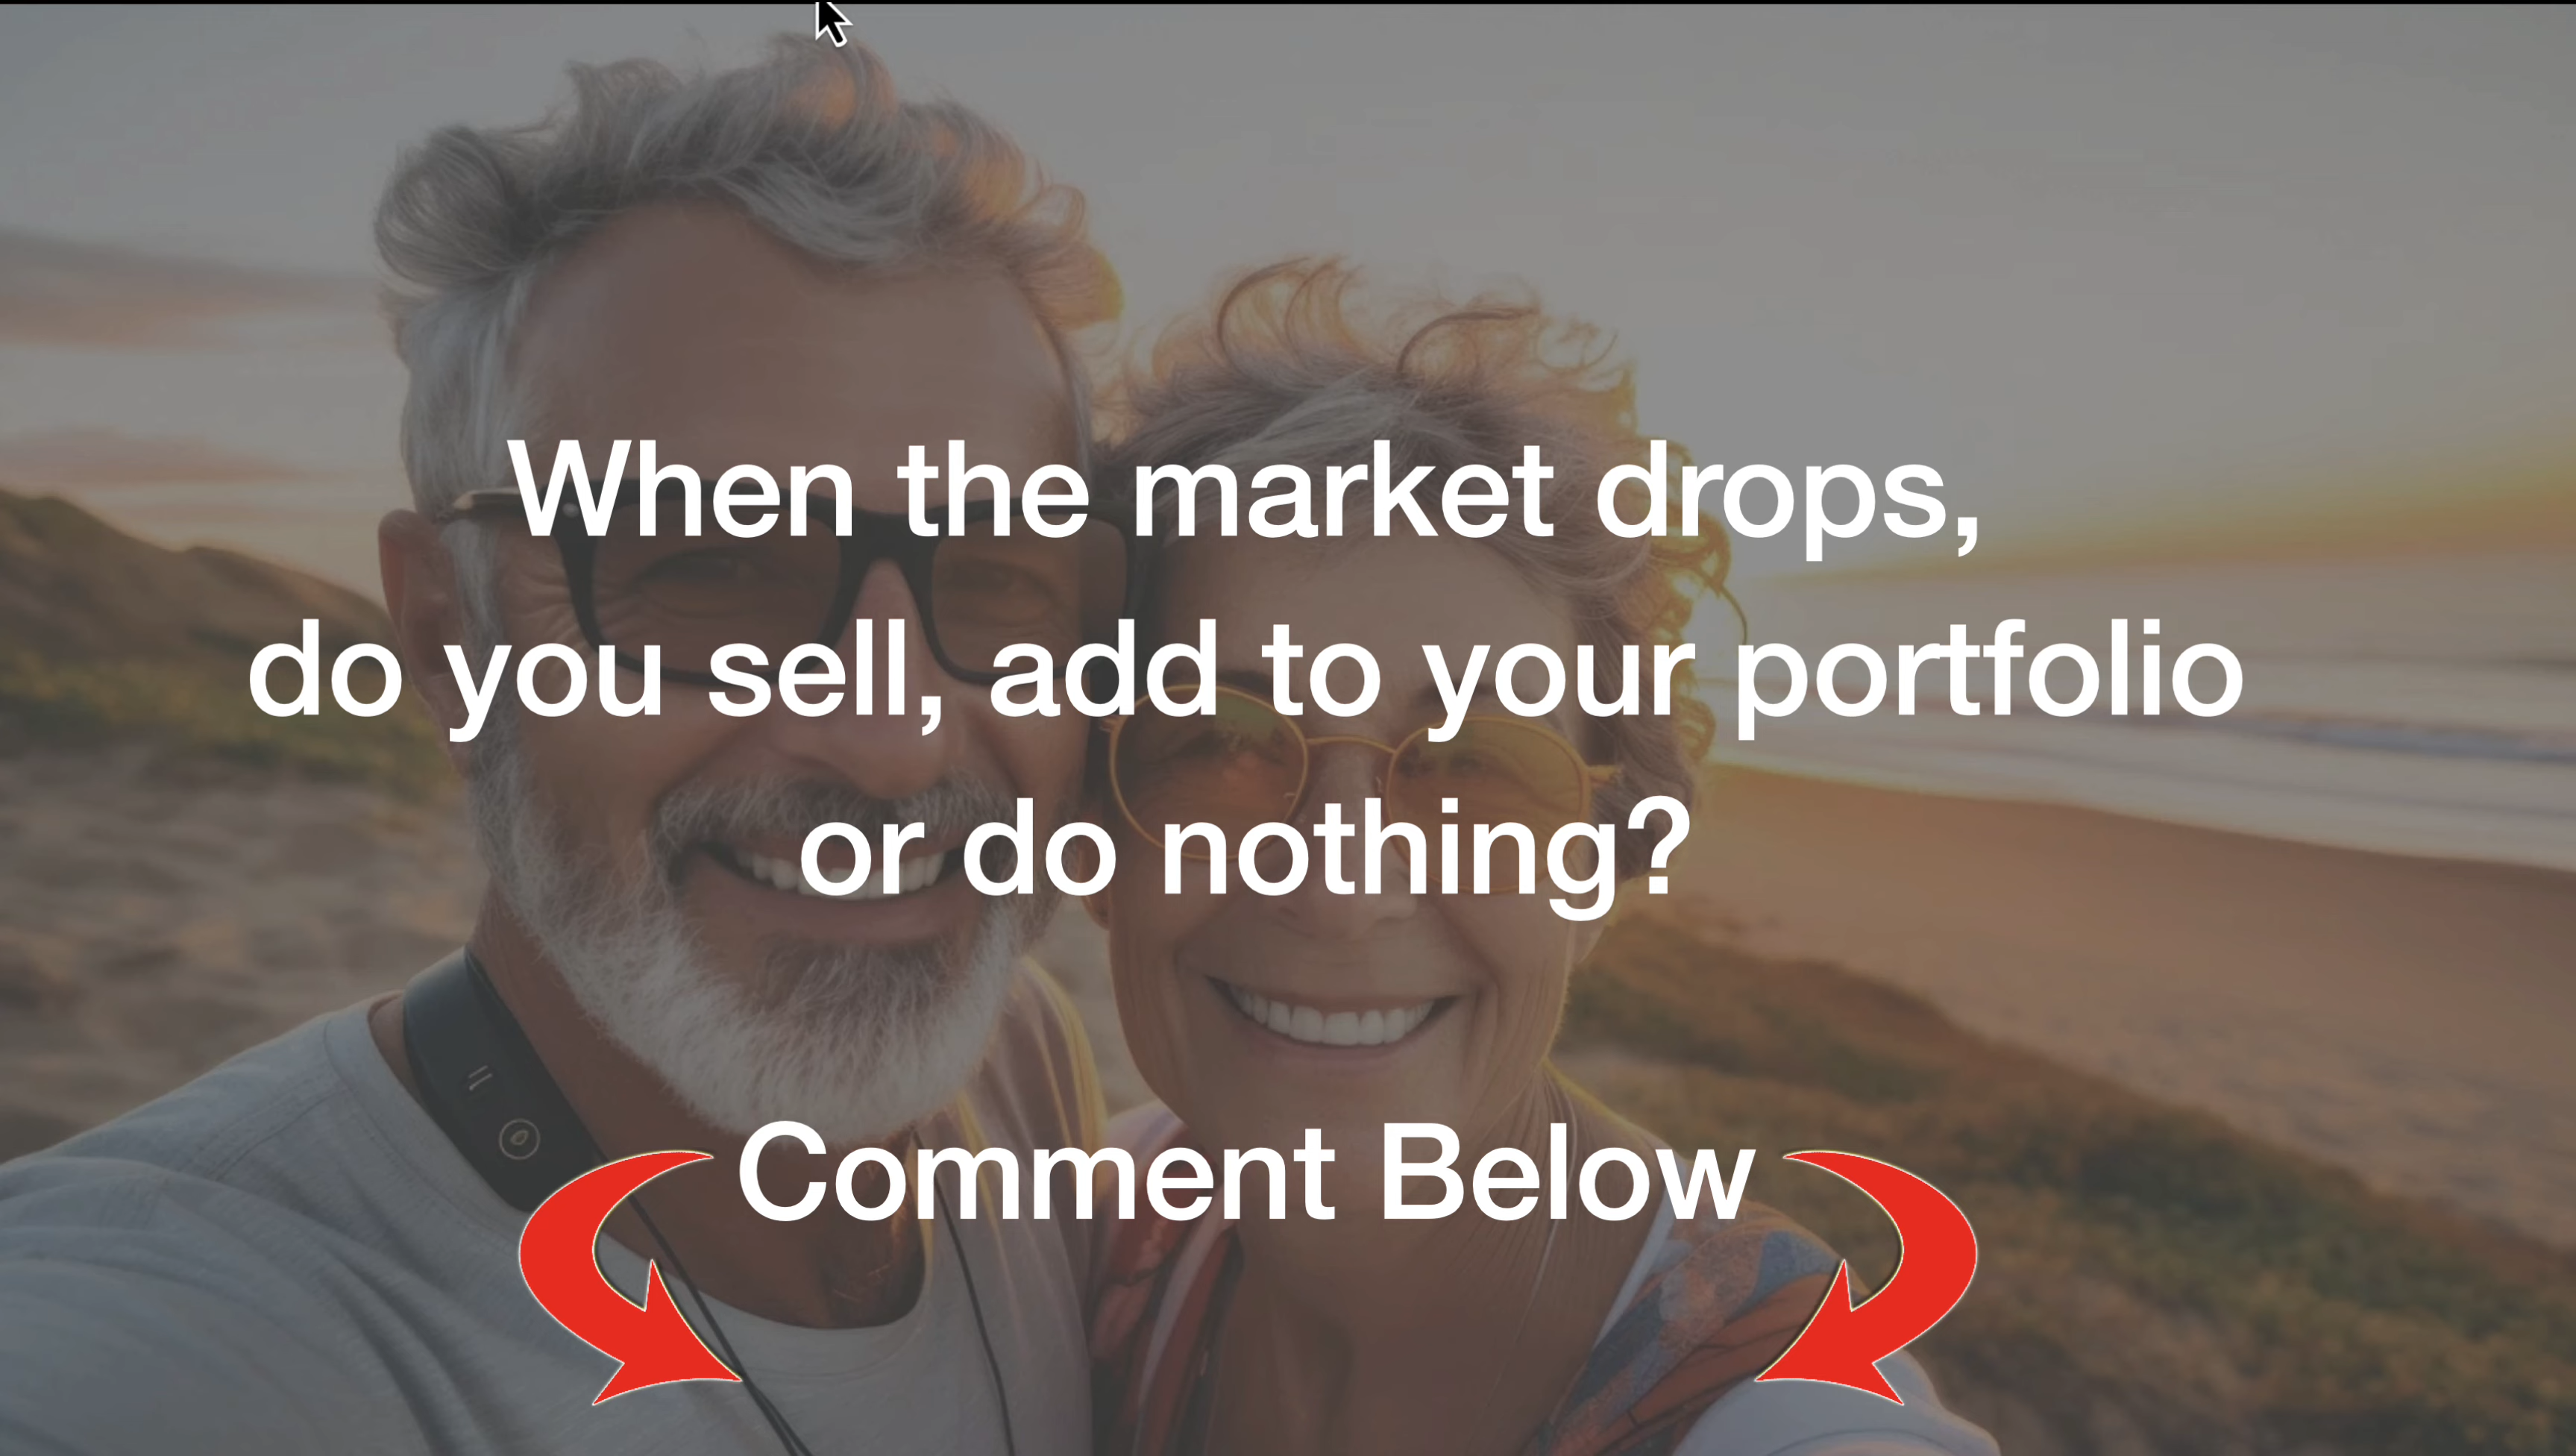 When the market drops,
do you sell, add to your portfolio
or do nothing?
Comment Below